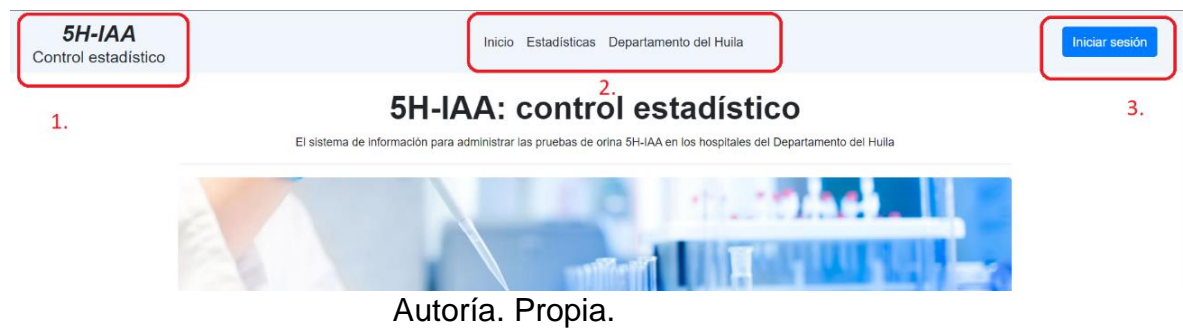 5H-IAA
Control estadístico
Inicio Estadísticas Departamento del Huila
Iniciar sesión
1.
2.
3.
5H-IAA: control estadístico
El sistema de información para administrar las pruebas de orina 5H-IAA en los hospitales del Departamento del Huila
Autoría. Propia.